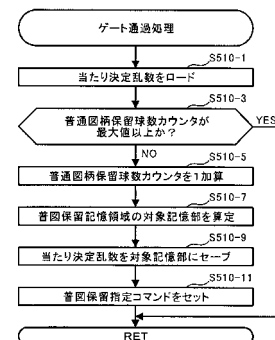 ゲート通過処理
S510-1
当たり決定乱数をロード
S510-3
普通図柄保留球数カウンタが
最大値以上か?
YES
NO
S510-5
普通図柄保留球数カウンタを1加算
S510-7
普図保留記憶領域の対象記憶部を算定
S510-9
当たり決定乱数を対象記憶部にセーブ
S510-11
普図保留指定コマンドをセット
RET